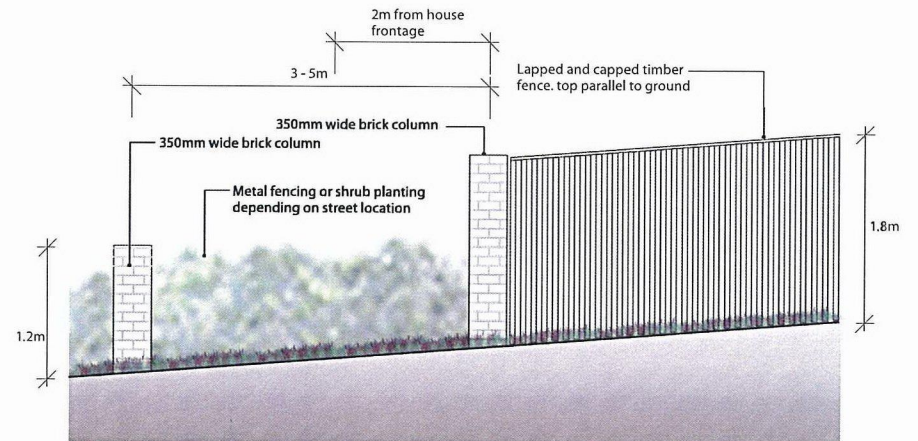 2m from house
frontage
3 - 5m
Lapped and capped timber
fence. top parallel to ground
350mm wide brick column
350mm wide brick column
Metal fencing or shrub planting
depending on street location
1.8m
1.2m